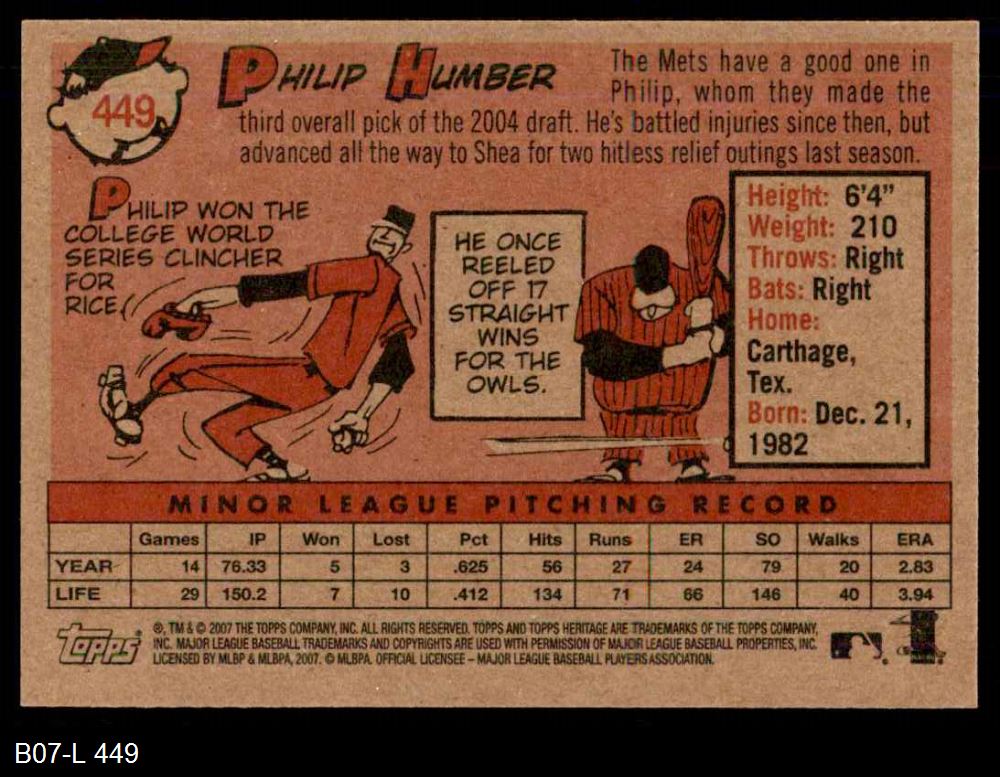 449
PHILIP HUMBER
The Mets have a good one in
Philip, whom they made the
third overall pick of the 2004 draft. He's battled injuries since then, but
advanced all the way to Shea for two hitless relief outings last season.
PHILIP WON THE
COLLEGE WORLD
SERIES CLINCHER
FOR
RICE.
HE ONCE
REELED
OFF 17
STRAIGHT
WINS
FOR THE
OWLS.
Height: 6'4"
Weight: 210
Throws: Right
Bats: Right
Home:
Carthage,
Tex.
Born: Dec. 21,
1982
MINOR LEAGUE PITCHING RECORD
Games IP Won Lost Pct Hits Runs ER SO Walks ERA
YEAR 14 76.33 5 3 .625 56 27 24 79 20 2.83
LIFE 29 150.2 7 10 .412 134 71 66 146 40 3.94
Topps
®, TM & © 2007 THE TOPPS COMPANY, INC. ALL RIGHTS RESERVED. TOPPS AND TOPPS HERITAGE ARE TRADEMARKS OF THE TOPPS COMPANY,
INC. MAJOR LEAGUE BASEBALL TRADEMARKS AND COPYRIGHTS ARE USED WITH PERMISSION OF MAJOR LEAGUE BASEBALL PROPERTIES, INC.
LICENSED BY MLBP & MLBPA, 2007. © MLBPA. OFFICIAL LICENSEE – MAJOR LEAGUE BASEBALL PLAYERS ASSOCIATION.
B07-L 449